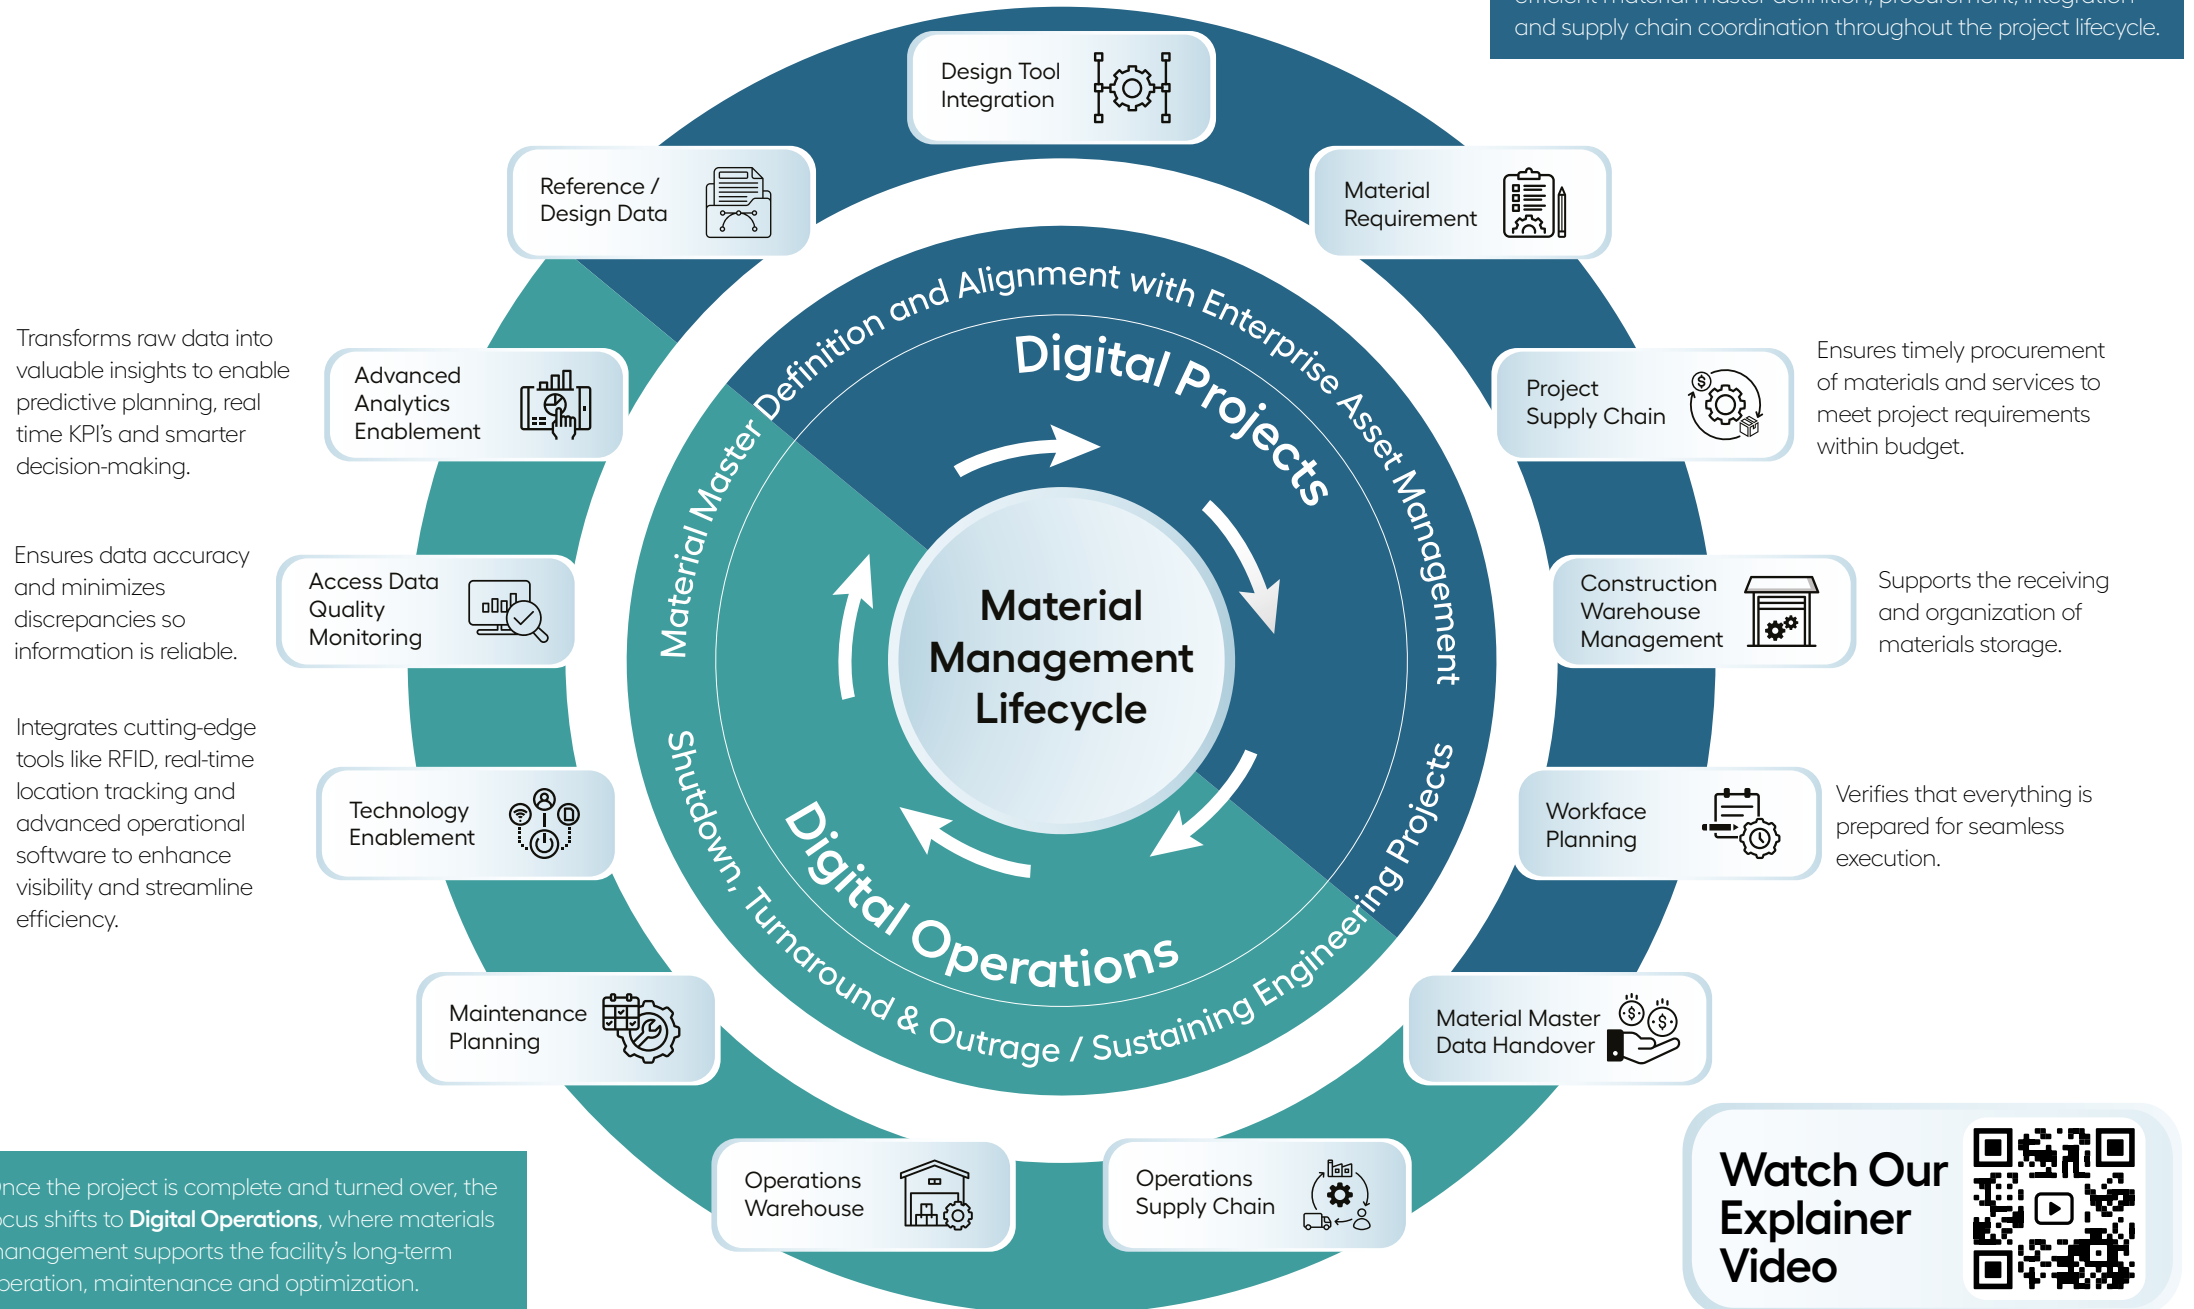 efficient material master definition, procurement, integration
and supply chain coordination throughout the project lifecycle.
Design Tool
Integration
Reference /
Design Data
Material
Requirement
Material Master Definition and Alignment with Enterprise Asset Management
Digital Projects
Transforms raw data into
valuable insights to enable
predictive planning, real
time KPI's and smarter
decision-making.
Advanced
Analytics
Enablement
Project
Supply Chain
Ensures timely procurement
of materials and services to
meet project requirements
within budget.
Ensures data accuracy
and minimizes
discrepancies so
information is reliable.
Access Data
Quality
Monitoring
Material
Management
Lifecycle
Construction
Warehouse
Management
Supports the receiving
and organization of
materials storage.
Integrates cutting-edge
tools like RFID, real-time
location tracking and
advanced operational
software to enhance
visibility and streamline
efficiency.
Technology
Enablement
Workface
Planning
Verifies that everything is
prepared for seamless
execution.
Digital Operations
Shutdown, Turnaround & Outrage / Sustaining Engineering Projects
Maintenance
Planning
Material Master
Data Handover
Operations
Warehouse
Operations
Supply Chain
the project is complete and turned over, the
shifts to Digital Operations, where materials
management supports the facility's long-term
operation, maintenance and optimization.
Watch Our
Explainer
Video